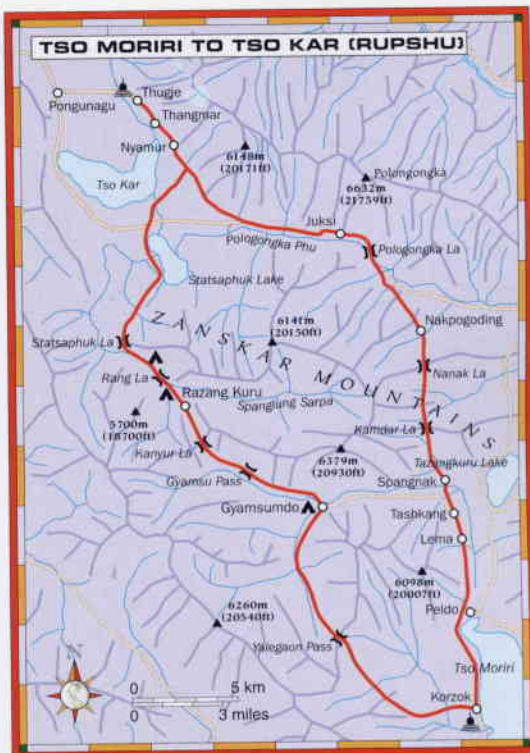 TSO MORIRI TO TSO KAR (RUPSHU)
Pongunagu
Thugje
Thangniar
Nyamur
6148m
(20171ft)
Tso Kar
Polongongka
6632m
(21759ft)
Juksi
Pologongka Phu
Pologongka La
Statsaphuk Lake
ZANSKAR MOUNTAINS
6141m
(20150ft)
Nakpogoding
Statsaphuk La
Rang La
Nanak La
Razang Kuru
Spanglung Sarpa
5700m
(18700ft)
Kamdar La
Kanyur La
6379m
(20930ft)
Tazangkuru Lake
Gyamsu Pass
Spangnak
Gyamsumdo
Tashkang
Lema
6098m
(20007ft)
6260m
(20540ft)
Peldo
Yalegaon Pass
N
Tso Moriri
0 5 km
0 3 miles
Korzok